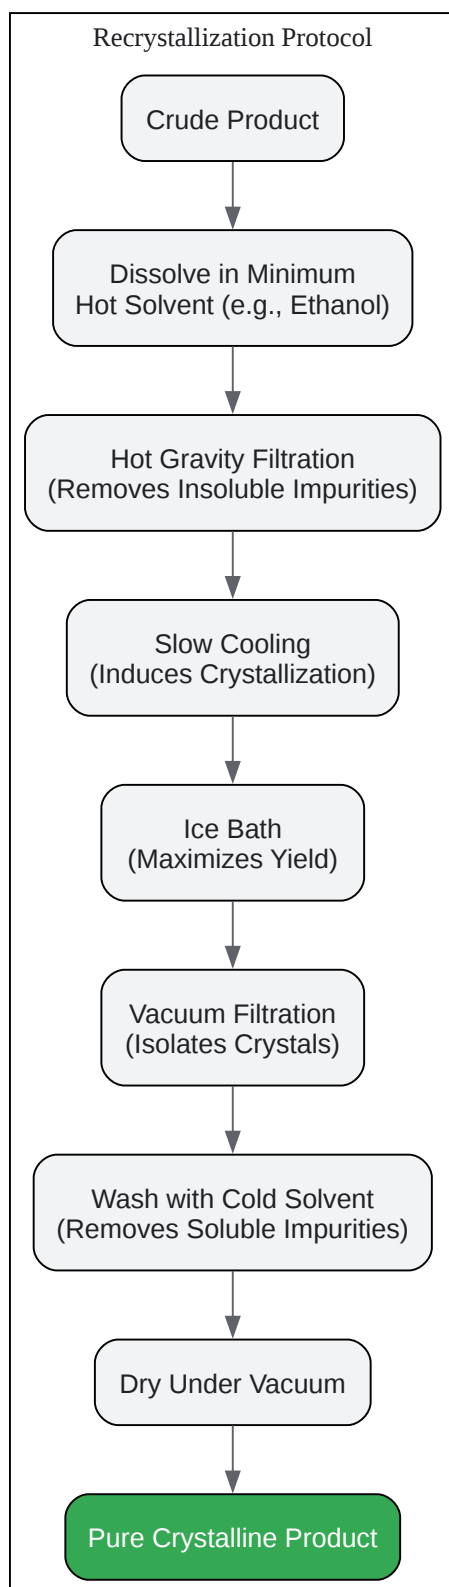 Recrystallization Protocol
Crude Product
Dissolve in Minimum
Hot Solvent (e.g., Ethanol)
Hot Gravity Filtration
(Removes Insoluble Impurities)
Slow Cooling
(Induces Crystallization)
Ice Bath
(Maximizes Yield)
Vacuum Filtration
(Isolates Crystals)
Wash with Cold Solvent
(Removes Soluble Impurities)
Dry Under Vacuum
Pure Crystalline Product